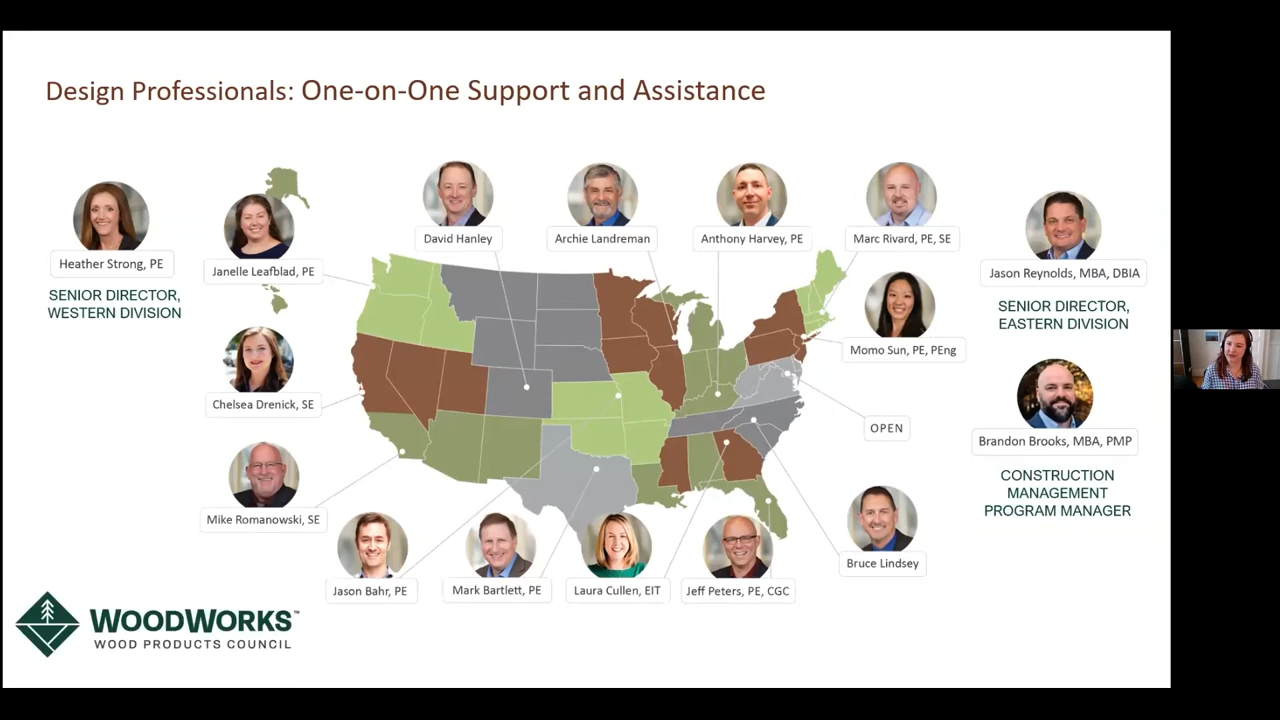 Design Professionals: One-on-One Support and Assistance
David Hanley
Archie Landreman
Anthony Harvey, PE
Marc Rivard, PE, SE
Heather Strong, PE
SENIOR DIRECTOR,
WESTERN DIVISION
Janelle Leafblad, PE
Jason Reynolds, MBA, DBIA
SENIOR DIRECTOR,
EASTERN DIVISION
Momo Sun, PE, PEng
Chelsea Drenick, SE
OPEN
Brandon Brooks, MBA, PMP
CONSTRUCTION
MANAGEMENT
PROGRAM MANAGER
Mike Romanowski, SE
Bruce Lindsey
Jason Bahr, PE
Mark Bartlett, PE
Laura Cullen, EIT
Jeff Peters, PE, CGC
WOODWORKS™
WOOD PRODUCTS COUNCIL